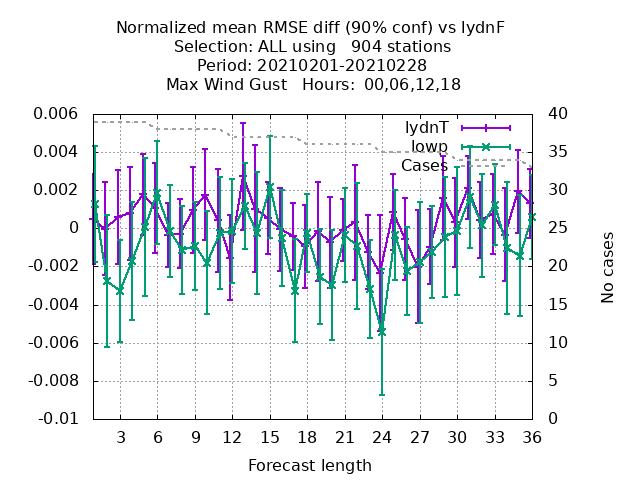 Normalized mean RMSE diff (90% conf) vs IydnF
Selection: ALL using   904 stations
Period: 20210201-20210228
Max Wind Gust   Hours:  00,06,12,18
0.006
0.004
0.002
0
-0.002
-0.004
-0.006
-0.008
-0.01
40
35
30
25
20
15
10
5
0
IydnT
Iowp
Cases
No cases
3 6 9 12 15 18 21 24 27 30 33 36
Forecast length